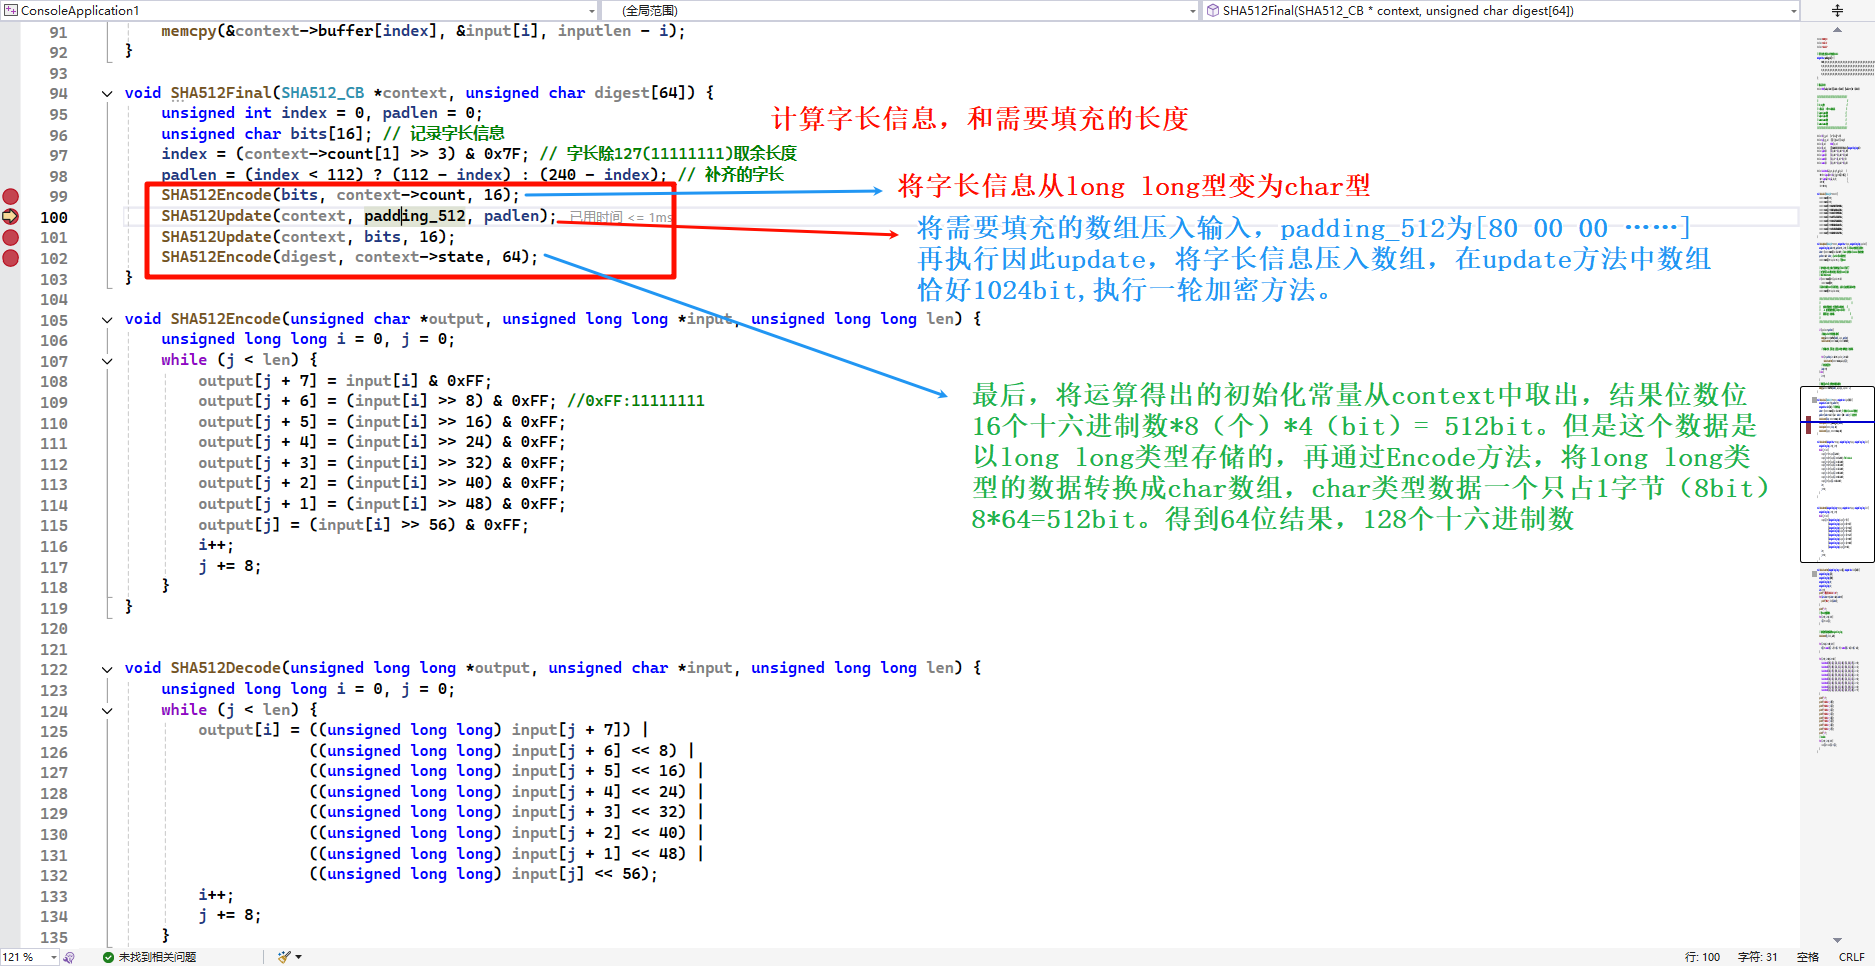 ConsoleApplication1 (全局范围) SHA512Final(SHA512_CB * context, unsigned char digest[64])
91 memcpy(&context->buffer[index], &input[i], inputlen - i);
92 }
93
94 void SHA512Final(SHA512_CB *context, unsigned char digest[64]) {
95 unsigned int index = 0, padlen = 0;
计算字长信息，和需要填充的长度
96 unsigned char bits[16]; // 记录字长信息
97 index = (context->count[1] >> 3) & 0x7F; // 字长除127(11111111)取余长度
98 padlen = (index < 112) ? (112 - index) : (240 - index); // 补齐的字长
99 SHA512Encode(bits, context->count, 16);
将字长信息从long long型变为char型
100 SHA512Update(context, padding_512, padlen); 已用时间 <= 1ms
101 SHA512Update(context, bits, 16);
102 SHA512Encode(digest, context->state, 64);
103 }
将需要填充的数组压入输入，padding_512为[80 00 00 ……]
再执行因此update，将字长信息压入数组，在update方法中数组
恰好1024bit,执行一轮加密方法。
104
105 void SHA512Encode(unsigned char *output, unsigned long long *input, unsigned long long len) {
106 unsigned long long i = 0, j = 0;
107 while (j < len) {
108 output[j + 7] = input[i] & 0xFF;
109 output[j + 6] = (input[i] >> 8) & 0xFF; //0xFF:11111111
110 output[j + 5] = (input[i] >> 16) & 0xFF;
111 output[j + 4] = (input[i] >> 24) & 0xFF;
112 output[j + 3] = (input[i] >> 32) & 0xFF;
113 output[j + 2] = (input[i] >> 40) & 0xFF;
114 output[j + 1] = (input[i] >> 48) & 0xFF;
115 output[j] = (input[i] >> 56) & 0xFF;
116 i++;
117 j += 8;
118 }
119 }
最后，将运算得出的初始化常量从context中取出，结果位数位
16个十六进制数*8（个）*4（bit）= 512bit。但是这个数据是
以long long类型存储的，再通过Encode方法，将long long类
型的数据转换成char数组，char类型数据一个只占1字节（8bit）
8*64=512bit。得到64位结果，128个十六进制数
120
121
122 void SHA512Decode(unsigned long long *output, unsigned char *input, unsigned long long len) {
123 unsigned long long i = 0, j = 0;
124 while (j < len) {
125 output[i] = ((unsigned long long) input[j + 7]) |
126 ((unsigned long long) input[j + 6] << 8) |
127 ((unsigned long long) input[j + 5] << 16) |
128 ((unsigned long long) input[j + 4] << 24) |
129 ((unsigned long long) input[j + 3] << 32) |
130 ((unsigned long long) input[j + 2] << 40) |
131 ((unsigned long long) input[j + 1] << 48) |
132 ((unsigned long long) input[j] << 56);
133 i++;
134 j += 8;
135 }
121 % 未找到相关问题 行: 100 字符: 31 空格 CRLF